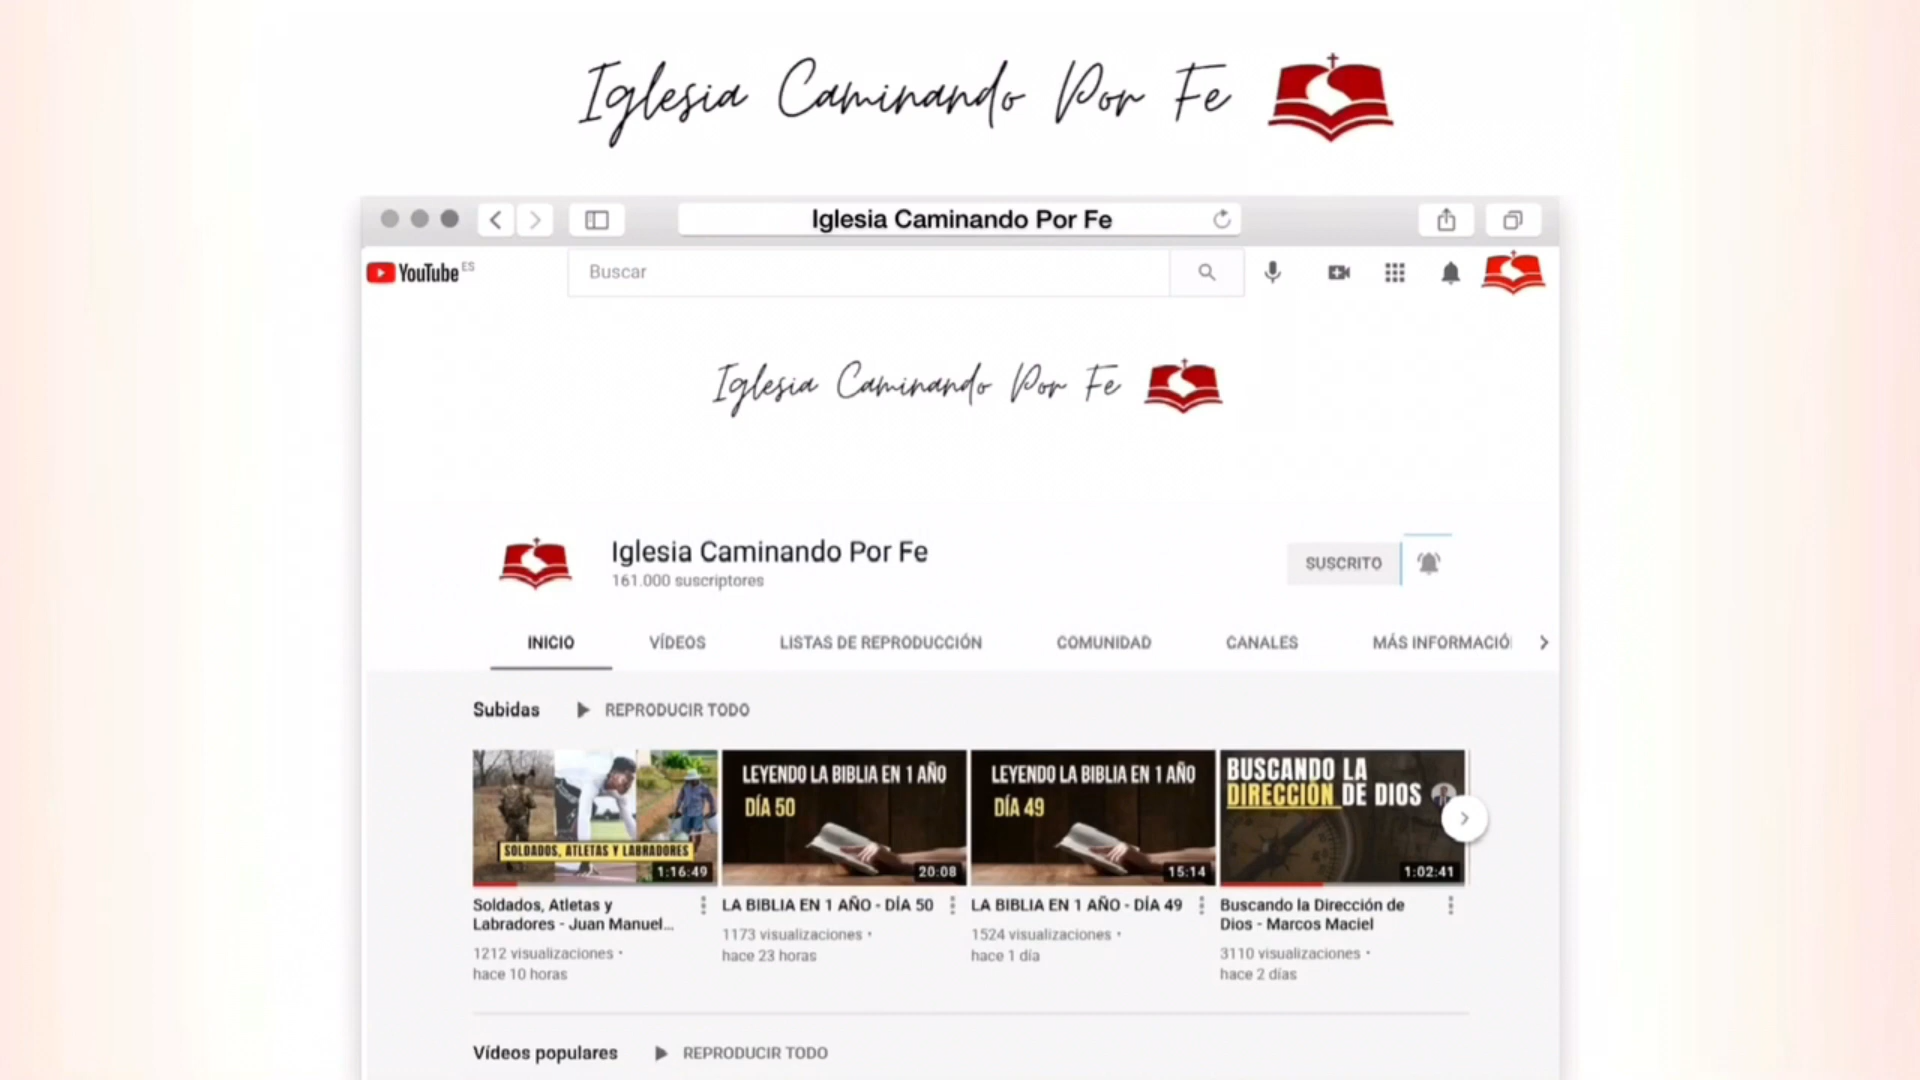 Iglesia Caminando Por Fe
Iglesia Caminando Por Fe
YouTube ES
Buscar
Iglesia Caminando Por Fe
Iglesia Caminando Por Fe
161.000 suscriptores
SUSCRITO
INICIO VÍDEOS LISTAS DE REPRODUCCIÓN COMUNIDAD CANALES MÁS INFORMACIÓ
Subidas REPRODUCIR TODO
SOLDADOS, ATLETAS Y LABRADORES
1:16:49
LEYENDO LA BIBLIA EN 1 AÑO
DÍA 50
20:08
LEYENDO LA BIBLIA EN 1 AÑO
DÍA 49
15:14
BUSCANDO LA
DIRECCIÓN DE DIOS
1:02:41
Soldados, Atletas y
Labradores - Juan Manuel...
1212 visualizaciones •
hace 10 horas
LA BIBLIA EN 1 AÑO - DÍA 50
1173 visualizaciones •
hace 23 horas
LA BIBLIA EN 1 AÑO - DÍA 49
1524 visualizaciones •
hace 1 día
Buscando la Dirección de
Dios - Marcos Maciel
3110 visualizaciones •
hace 2 días
Vídeos populares REPRODUCIR TODO